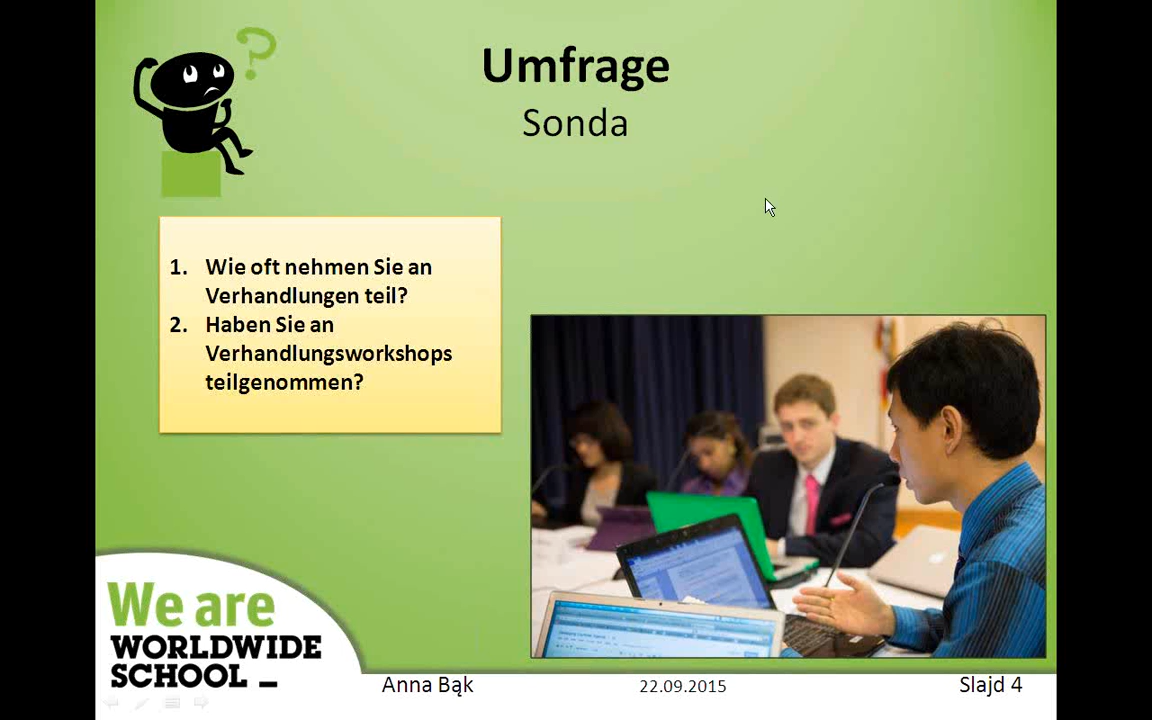 ?
Umfrage
Sonda
1. Wie oft nehmen Sie an
Verhandlungen teil?
2. Haben Sie an
Verhandlungsworkshops
teilgenommen?
We are
WORLDWIDE
SCHOOL _
Anna Bąk
22.09.2015
Slajd 4